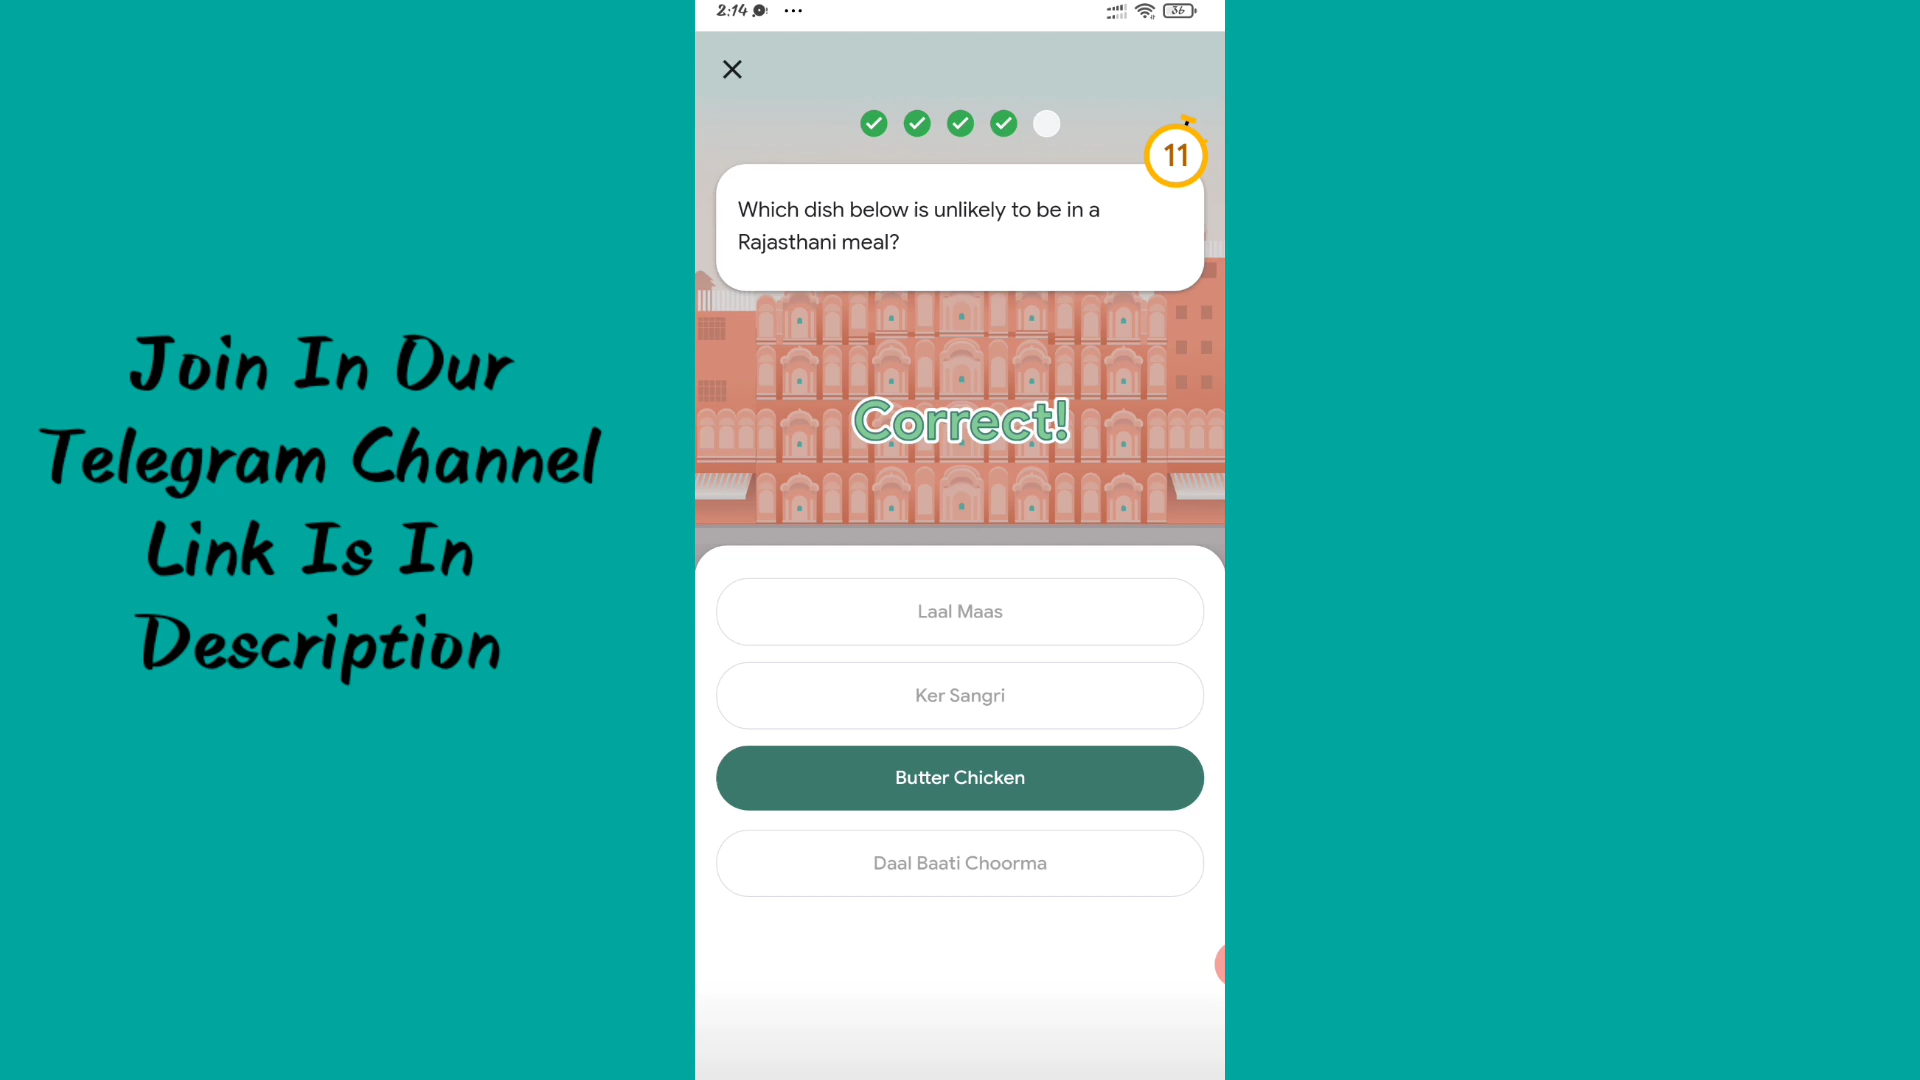 2:14
36
11
Which dish below is unlikely to be in a
Rajasthani meal?
Correct!
Laal Maas
Ker Sangri
Butter Chicken
Daal Baati Choorma
Join In Our
Telegram Channel
Link Is In
Description